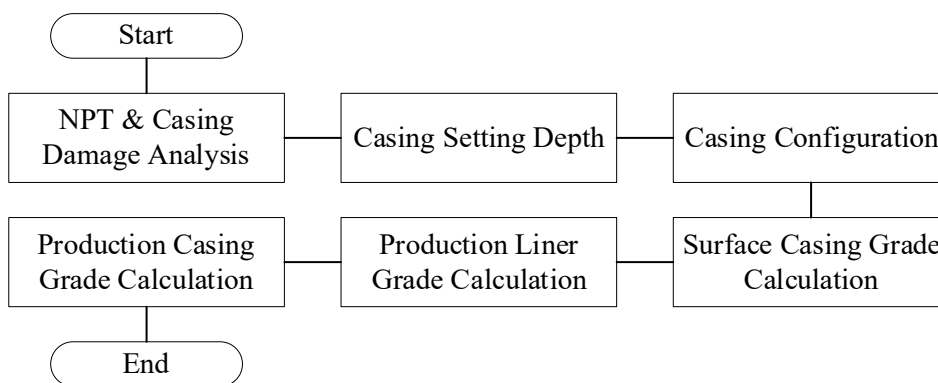 Start
NPT & Casing
Damage Analysis
Casing Setting Depth
Casing Configuration
Surface Casing Grade
Calculation
Production Liner
Grade Calculation
Production Casing
Grade Calculation
End